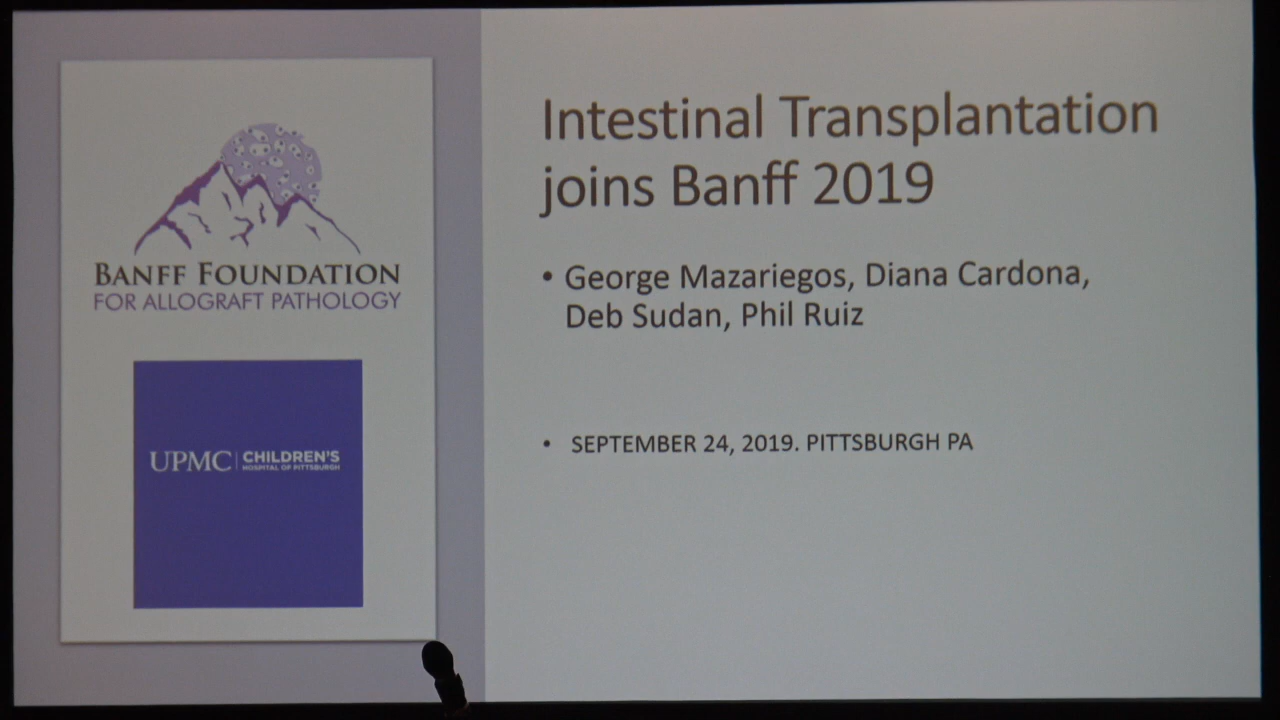 BANFF FOUNDATION
FOR ALLOGRAFT PATHOLOGY
UPMC | CHILDREN'S
HOSPITAL OF PITTSBURGH
Intestinal Transplantation
joins Banff 2019
• George Mazariegos, Diana Cardona,
Deb Sudan, Phil Ruiz
• SEPTEMBER 24, 2019. PITTSBURGH PA